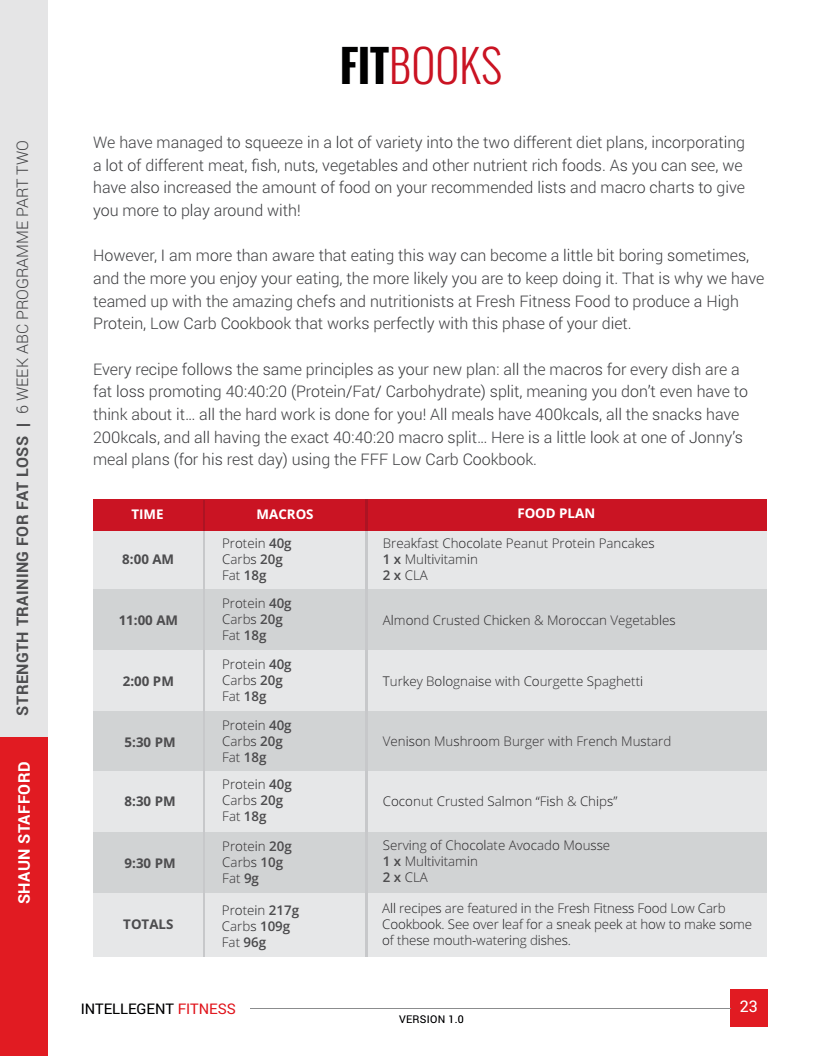 FITBOOKS
We have managed to squeeze in a lot of variety into the two different diet plans, incorporating
a lot of different meat, fish, nuts, vegetables and other nutrient rich foods. As you can see, we
have also increased the amount of food on your recommended lists and macro charts to give
you more to play around with!
However, I am more than aware that eating this way can become a little bit boring sometimes,
and the more you enjoy your eating, the more likely you are to keep doing it. That is why we have
teamed up with the amazing chefs and nutritionists at Fresh Fitness Food to produce a High
Protein, Low Carb Cookbook that works perfectly with this phase of your diet.
Every recipe follows the same principles as your new plan: all the macros for every dish are a
fat loss promoting 40:40:20 (Protein/Fat/ Carbohydrate) split, meaning you don’t even have to
think about it… all the hard work is done for you! All meals have 400kcals, all the snacks have
200kcals, and all having the exact 40:40:20 macro split… Here is a little look at one of Jonny’s
meal plans (for his rest day) using the FFF Low Carb Cookbook.
TIME MACROS FOOD PLAN
8:00 AM
Protein 40g
Carbs 20g
Fat 18g
Breakfast Chocolate Peanut Protein Pancakes
1 x Multivitamin
2 x CLA
11:00 AM
Protein 40g
Carbs 20g
Fat 18g
Almond Crusted Chicken & Moroccan Vegetables
2:00 PM
Protein 40g
Carbs 20g
Fat 18g
Turkey Bolognaise with Courgette Spaghetti
5:30 PM
Protein 40g
Carbs 20g
Fat 18g
Venison Mushroom Burger with French Mustard
8:30 PM
Protein 40g
Carbs 20g
Fat 18g
Coconut Crusted Salmon “Fish & Chips”
9:30 PM
Protein 20g
Carbs 10g
Fat 9g
Serving of Chocolate Avocado Mousse
1 x Multivitamin
2 x CLA
TOTALS
Protein 217g
Carbs 109g
Fat 96g
All recipes are featured in the Fresh Fitness Food Low Carb
Cookbook. See over leaf for a sneak peek at how to make some
of these mouth-watering dishes.
STRENGTH TRAINING FOR FAT LOSS | 6 WEEK ABC PROGRAMME PART TWO
SHAUN STAFFORD
INTELLEGENT FITNESS
VERSION 1.0
23